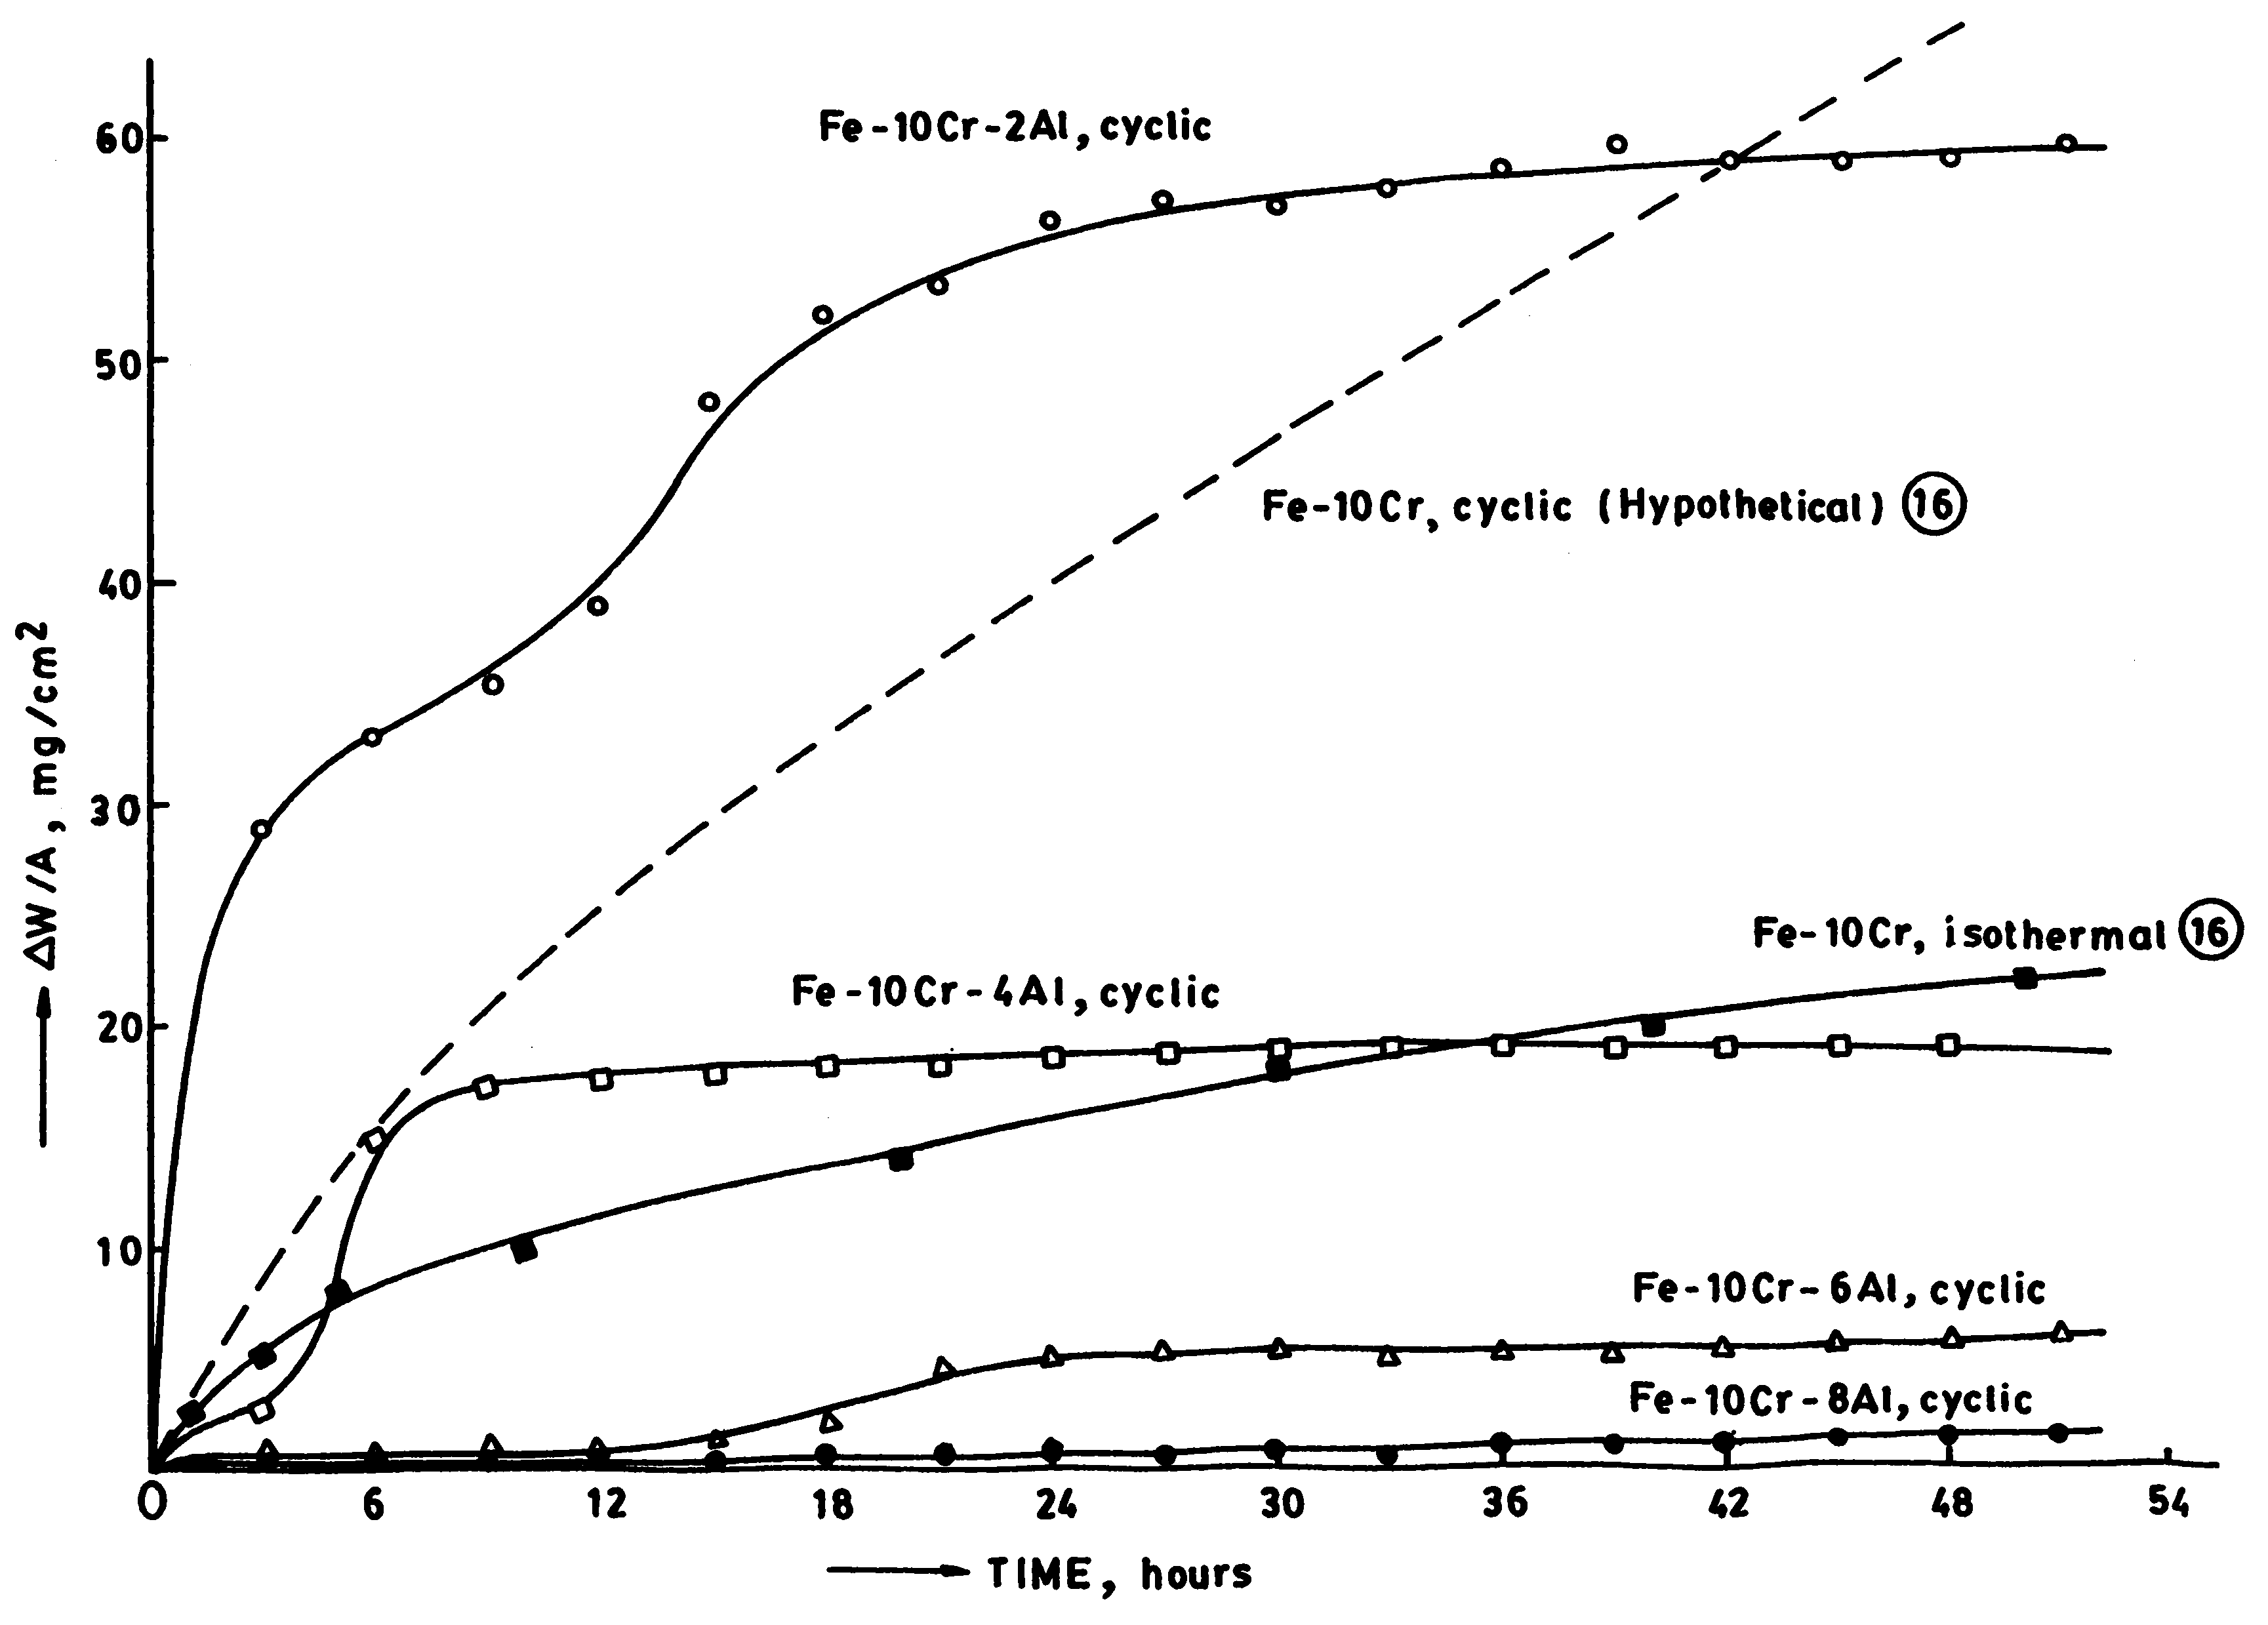 Fe-10Cr-2Al, cyclic
60
50
Fe-10Cr, cyclic (Hypothetical) 16
40
ΔW/A, mg/cm²
30
Fe-10Cr, isothermal 16
Fe-10Cr-4Al, cyclic
20
10
Fe-10Cr-6Al, cyclic
Fe-10Cr-8Al, cyclic
0 6 12 18 24 30 36 42 48 54
TIME, hours